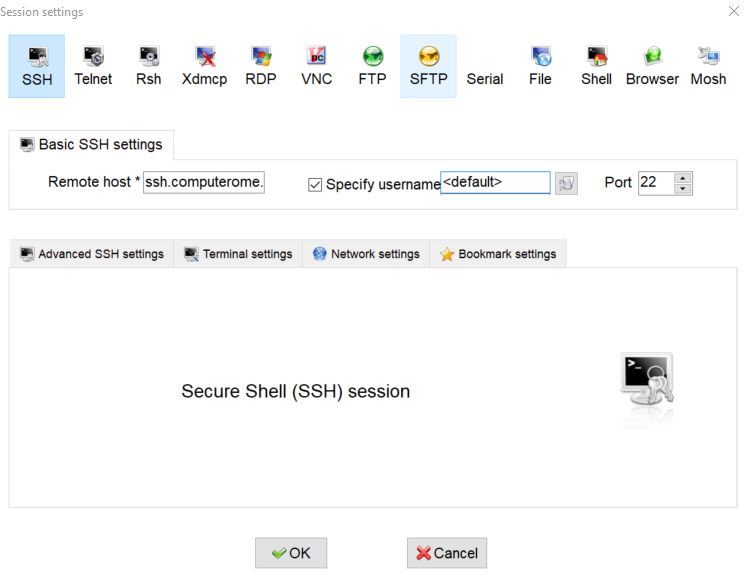 Session settings
SSH Telnet Rsh Xdmcp RDP VNC FTP SFTP Serial File Shell Browser Mosh
Basic SSH settings
Remote host * ssh.computerome. Specify username <default> Port 22
Advanced SSH settings Terminal settings Network settings Bookmark settings
Secure Shell (SSH) session
OK Cancel